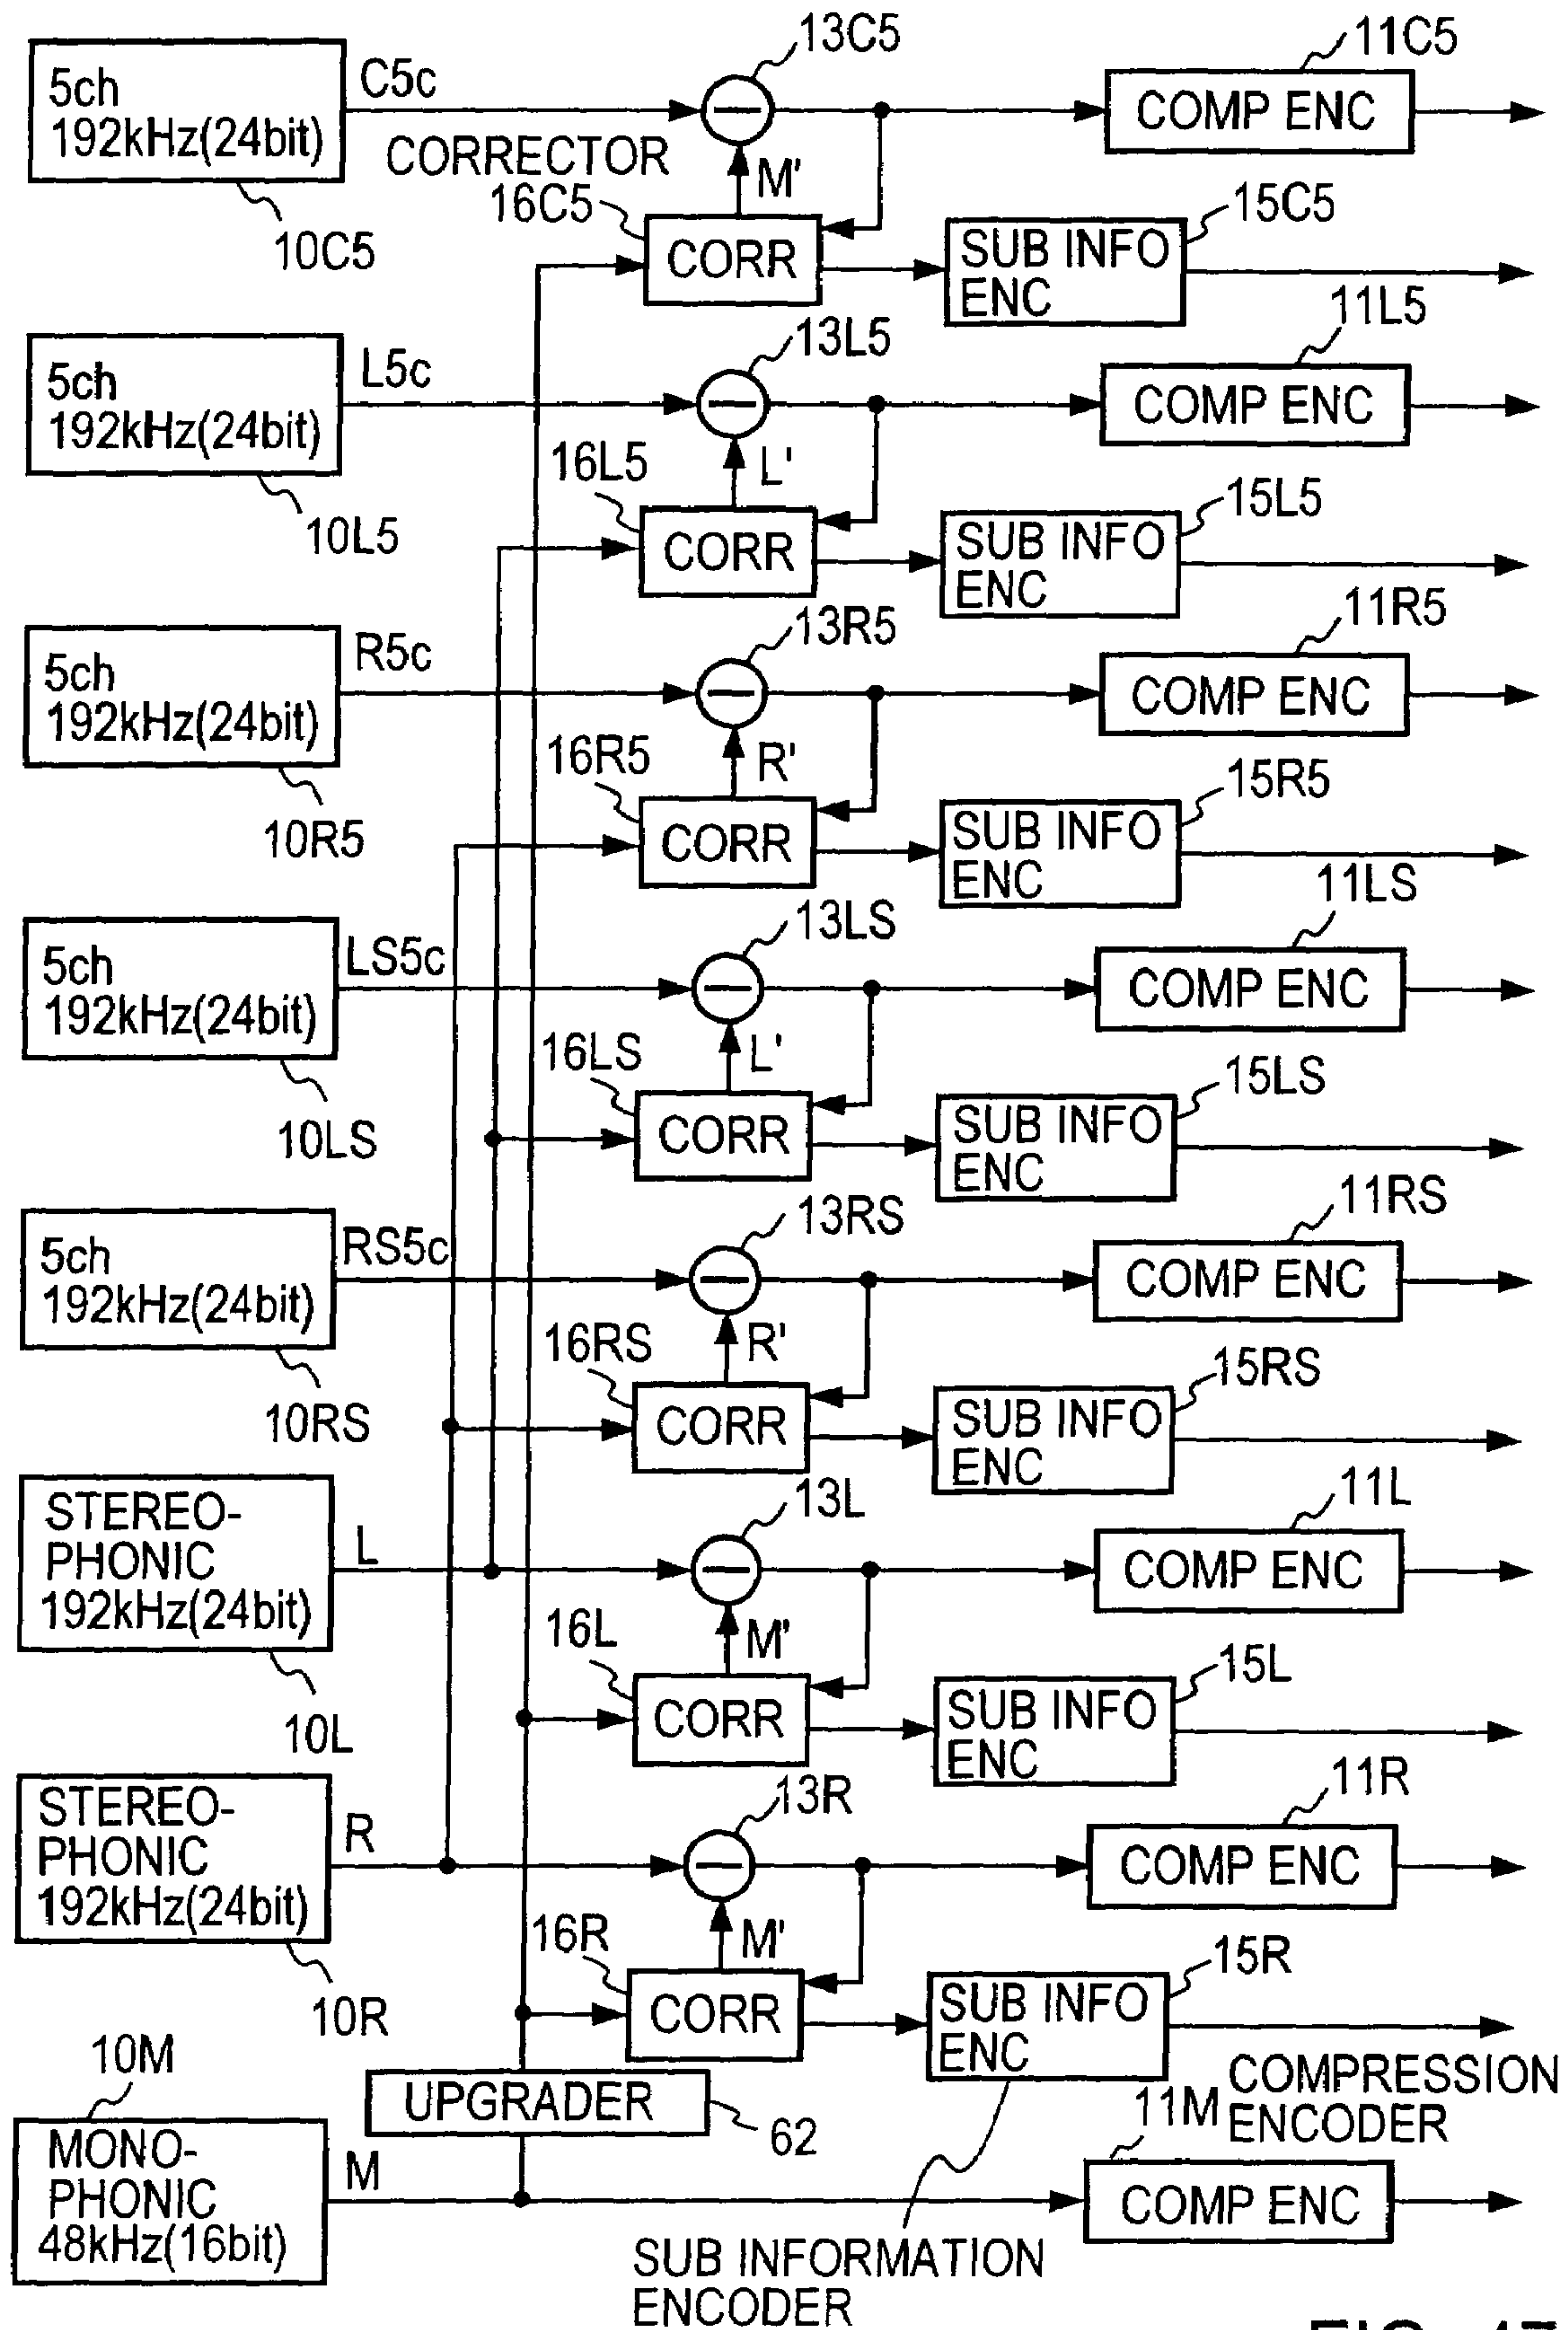 13C5
11C5
5ch
192kHz(24bit)
C5c
COMP ENC
CORRECTOR
M'
16C5
15C5
10C5
CORR
SUB INFO
ENC
11L5
13L5
5ch
192kHz(24bit)
L5c
COMP ENC
16L5
L'
15L5
10L5
CORR
SUB INFO
ENC
11R5
13R5
5ch
192kHz(24bit)
R5c
COMP ENC
16R5
R'
15R5
10R5
CORR
SUB INFO
ENC
11LS
13LS
5ch
192kHz(24bit)
LS5c
COMP ENC
16LS
L'
15LS
10LS
CORR
SUB INFO
ENC
11RS
13RS
5ch
192kHz(24bit)
RS5c
COMP ENC
16RS
R'
15RS
10RS
CORR
SUB INFO
ENC
13L
11L
STEREO-
PHONIC
192kHz(24bit)
L
COMP ENC
16L
M'
15L
10L
CORR
SUB INFO
ENC
13R
11R
STEREO-
PHONIC
192kHz(24bit)
R
COMP ENC
16R
M'
15R
10R
CORR
SUB INFO
ENC
10M
UPGRADER
62
11M
COMPRESSION
ENCODER
MONO-
PHONIC
48kHz(16bit)
M
COMP ENC
SUB INFORMATION
ENCODER